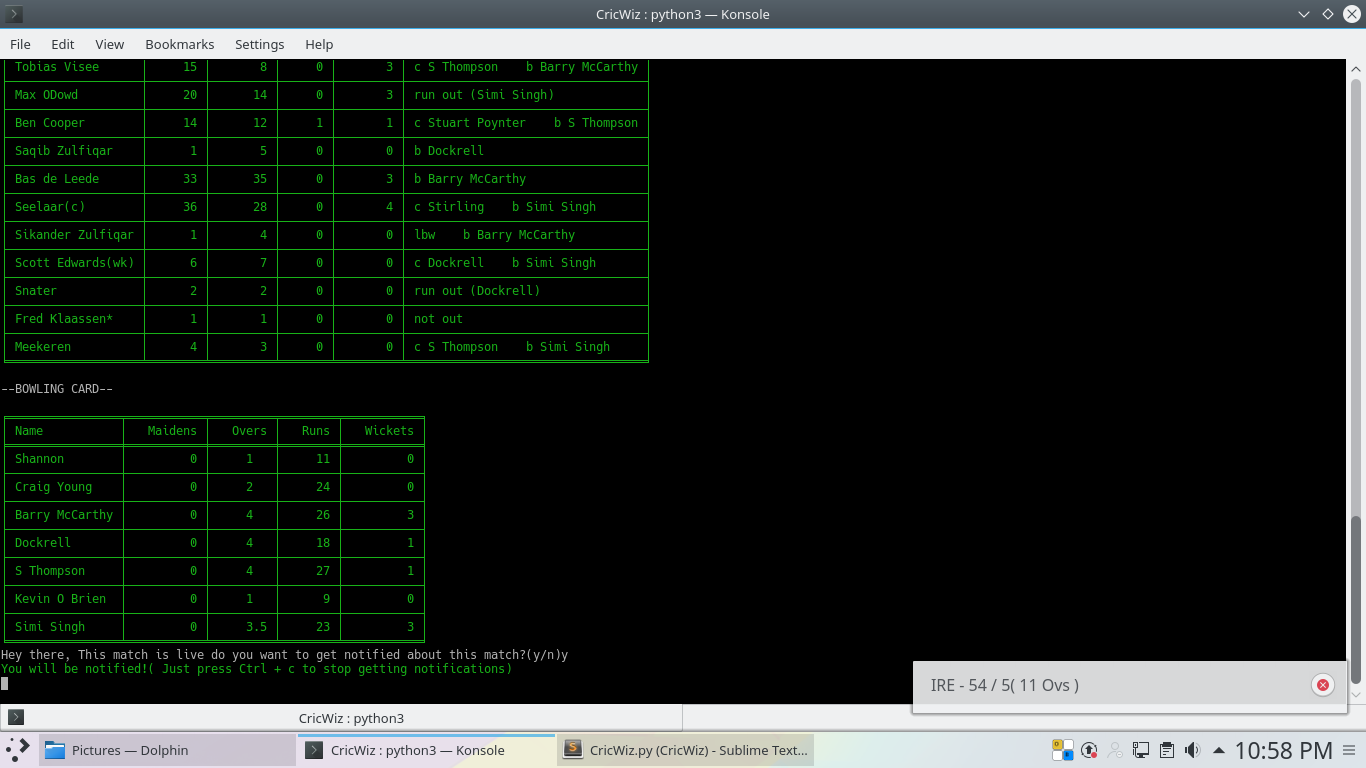 CricWiz : python3 — Konsole
File Edit View Bookmarks Settings Help
Tobias Visee 15 8 0 3 c S Thompson b Barry McCarthy
Max ODowd 20 14 0 3 run out (Simi Singh)
Ben Cooper 14 12 1 1 c Stuart Poynter b S Thompson
Saqib Zulfiqar 1 5 0 0 b Dockrell
Bas de Leede 33 35 0 3 b Barry McCarthy
Seelaar(c) 36 28 0 4 c Stirling b Simi Singh
Sikander Zulfiqar 1 4 0 0 lbw b Barry McCarthy
Scott Edwards(wk) 6 7 0 0 c Dockrell b Simi Singh
Snater 2 2 0 0 run out (Dockrell)
Fred Klaassen* 1 1 0 0 not out
Meekeren 4 3 0 0 c S Thompson b Simi Singh
--BOWLING CARD--
Name Maidens Overs Runs Wickets
Shannon 0 1 11 0
Craig Young 0 2 24 0
Barry McCarthy 0 4 26 3
Dockrell 0 4 18 1
S Thompson 0 4 27 1
Kevin O Brien 0 1 9 0
Simi Singh 0 3.5 23 3
Hey there, This match is live do you want to get notified about this match?(y/n)y
You will be notified!( Just press Ctrl + c to stop getting notifications)
IRE - 54 / 5( 11 Ovs )
CricWiz : python3
Pictures — Dolphin
CricWiz : python3 — Konsole
CricWiz.py (CricWiz) - Sublime Text...
10:58 PM